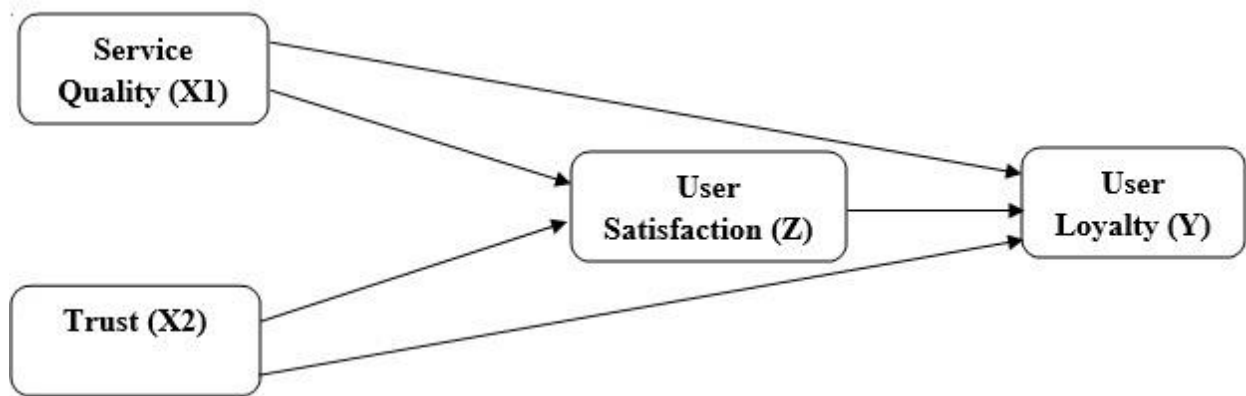 Service
Quality (X1)
User
Satisfaction (Z)
User
Loyalty (Y)
Trust (X2)